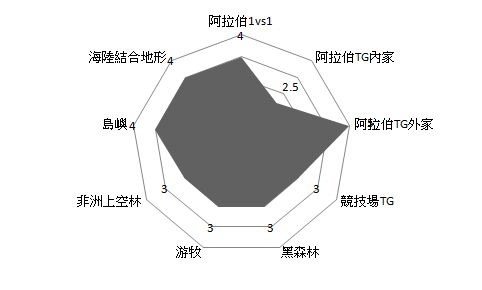 阿拉伯1vs1
4
阿拉伯TG內家
2.5
阿拉伯TG外家
競技場TG
3
黑森林
3
游牧
3
非洲上空林
3
島嶼
4
海陸結合地形
4